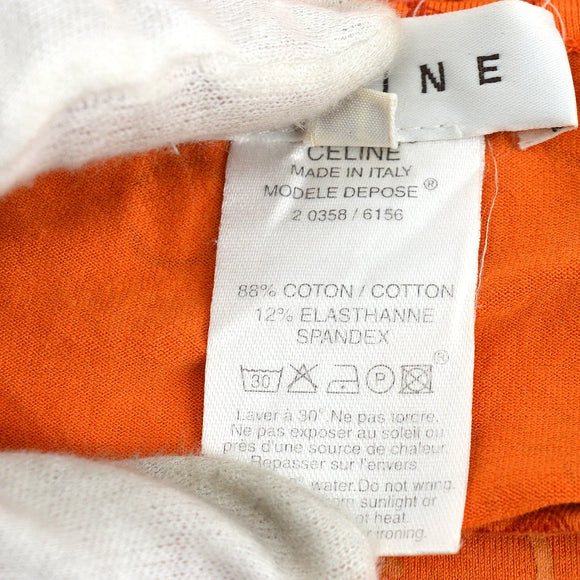 INE
CELINE
MADE IN ITALY
MODELE DEPOSE®
2 0358 / 6156
88% COTON / COTTON
12% ELASTHANNE
SPANDEX
30 P ®
Laver à 30°. Ne pas tordre.
Ne pas exposer au soleil ou
près d'une source de chaleur.
Repasser sur l'envers.
water. Do not wring.
sunlight or
heat.
ironing.